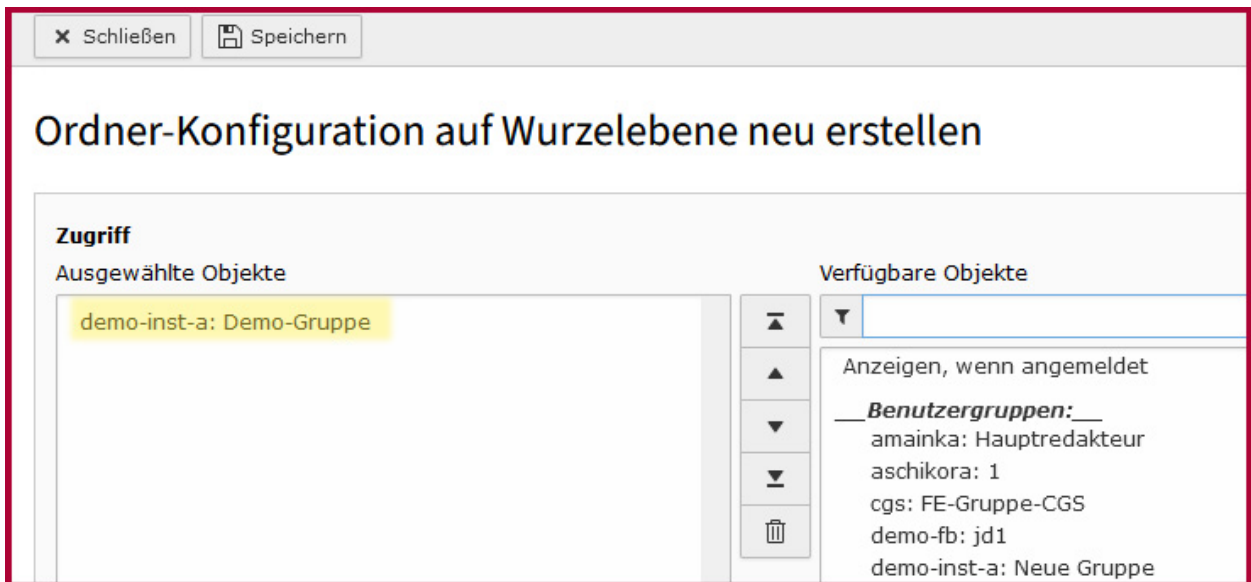 Schließen Speichern
Ordner-Konfiguration auf Wurzelebene neu erstellen
Zugriff
Ausgewählte Objekte
demo-inst-a: Demo-Gruppe
Verfügbare Objekte
Anzeigen, wenn angemeldet
__Benutzergruppen:__
amainka: Hauptredakteur
aschikora: 1
cgs: FE-Gruppe-CGS
demo-fb: jd1
demo-inst-a: Neue Gruppe